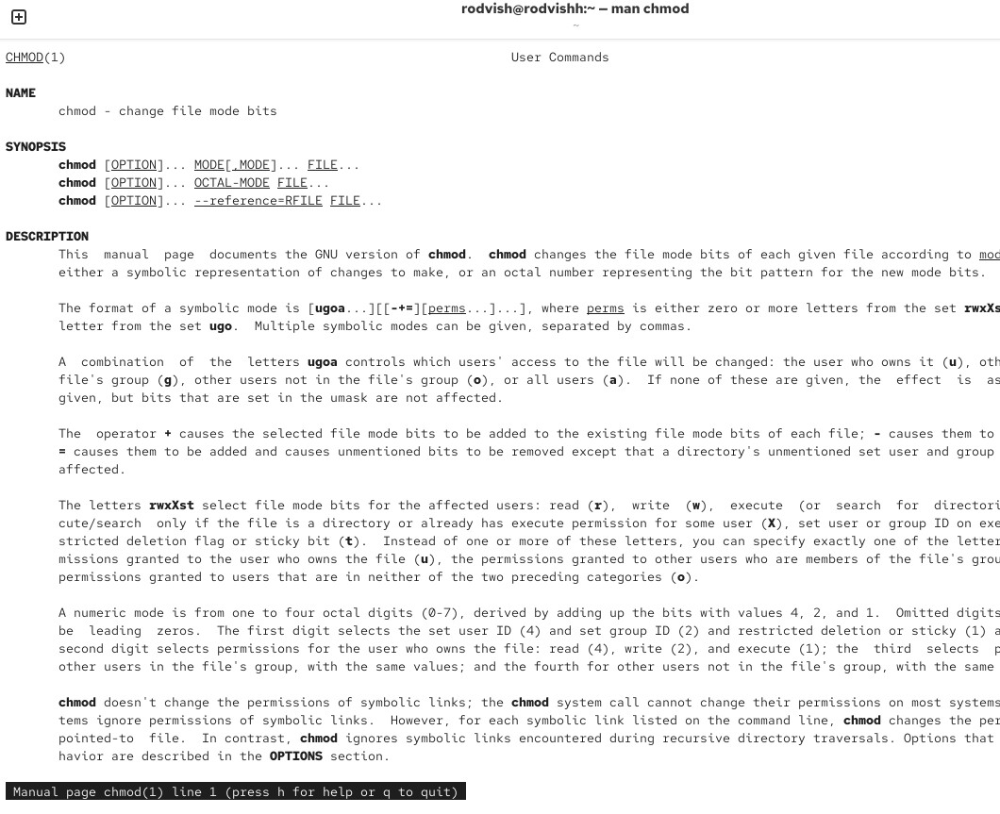 rodvish@rodvishh:~ — man chmod
~
CHMOD(1) User Commands
NAME
chmod - change file mode bits
SYNOPSIS
chmod [OPTION]... MODE[,MODE]... FILE...
chmod [OPTION]... OCTAL-MODE FILE...
chmod [OPTION]... --reference=RFILE FILE...
DESCRIPTION
This manual page documents the GNU version of chmod. chmod changes the file mode bits of each given file according to mod
either a symbolic representation of changes to make, or an octal number representing the bit pattern for the new mode bits.
The format of a symbolic mode is [ugoa...][[-+=][perms...]...], where perms is either zero or more letters from the set rwxXs
letter from the set ugo. Multiple symbolic modes can be given, separated by commas.
A combination of the letters ugoa controls which users' access to the file will be changed: the user who owns it (u), oth
file's group (g), other users not in the file's group (o), or all users (a). If none of these are given, the effect is as
given, but bits that are set in the umask are not affected.
The operator + causes the selected file mode bits to be added to the existing file mode bits of each file; - causes them to
= causes them to be added and causes unmentioned bits to be removed except that a directory's unmentioned set user and group
affected.
The letters rwxXst select file mode bits for the affected users: read (r), write (w), execute (or search for directori
cute/search only if the file is a directory or already has execute permission for some user (X), set user or group ID on exe
stricted deletion flag or sticky bit (t). Instead of one or more of these letters, you can specify exactly one of the letter
missions granted to the user who owns the file (u), the permissions granted to other users who are members of the file's grou
permissions granted to users that are in neither of the two preceding categories (o).
A numeric mode is from one to four octal digits (0-7), derived by adding up the bits with values 4, 2, and 1. Omitted digits
be leading zeros. The first digit selects the set user ID (4) and set group ID (2) and restricted deletion or sticky (1) a
second digit selects permissions for the user who owns the file: read (4), write (2), and execute (1); the third selects p
other users in the file's group, with the same values; and the fourth for other users not in the file's group, with the same
chmod doesn't change the permissions of symbolic links; the chmod system call cannot change their permissions on most systems
tems ignore permissions of symbolic links. However, for each symbolic link listed on the command line, chmod changes the per
pointed-to file. In contrast, chmod ignores symbolic links encountered during recursive directory traversals. Options that
havior are described in the OPTIONS section.
Manual page chmod(1) line 1 (press h for help or q to quit)